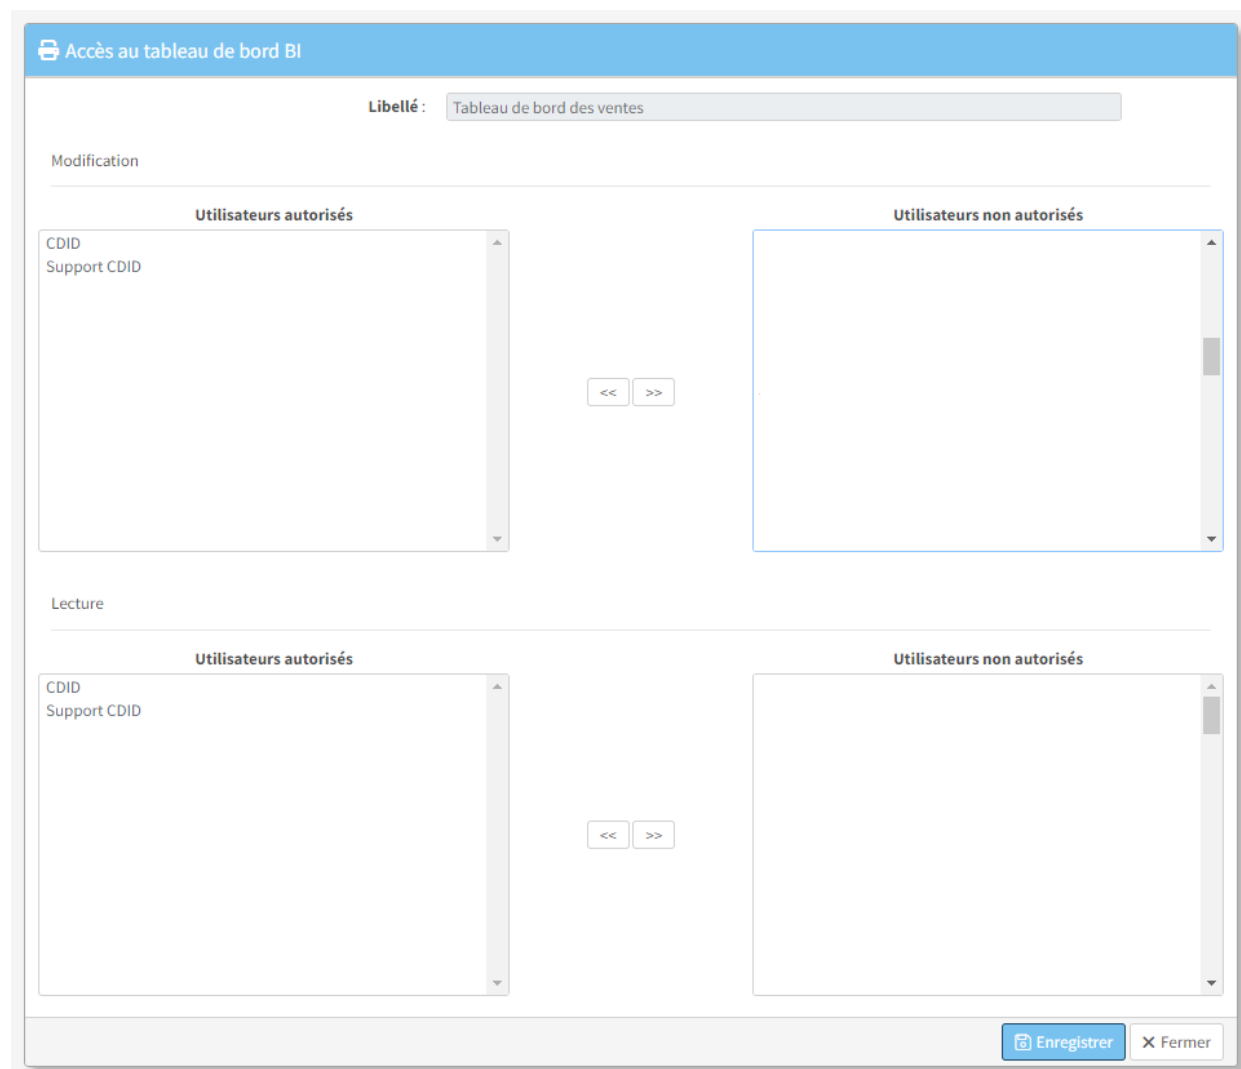 Accès au tableau de bord BI
Libellé : Tableau de bord des ventes
Modification
Utilisateurs autorisés Utilisateurs non autorisés
CDID
Support CDID
<< >>
Lecture
Utilisateurs autorisés Utilisateurs non autorisés
CDID
Support CDID
<< >>
Enregistrer Fermer